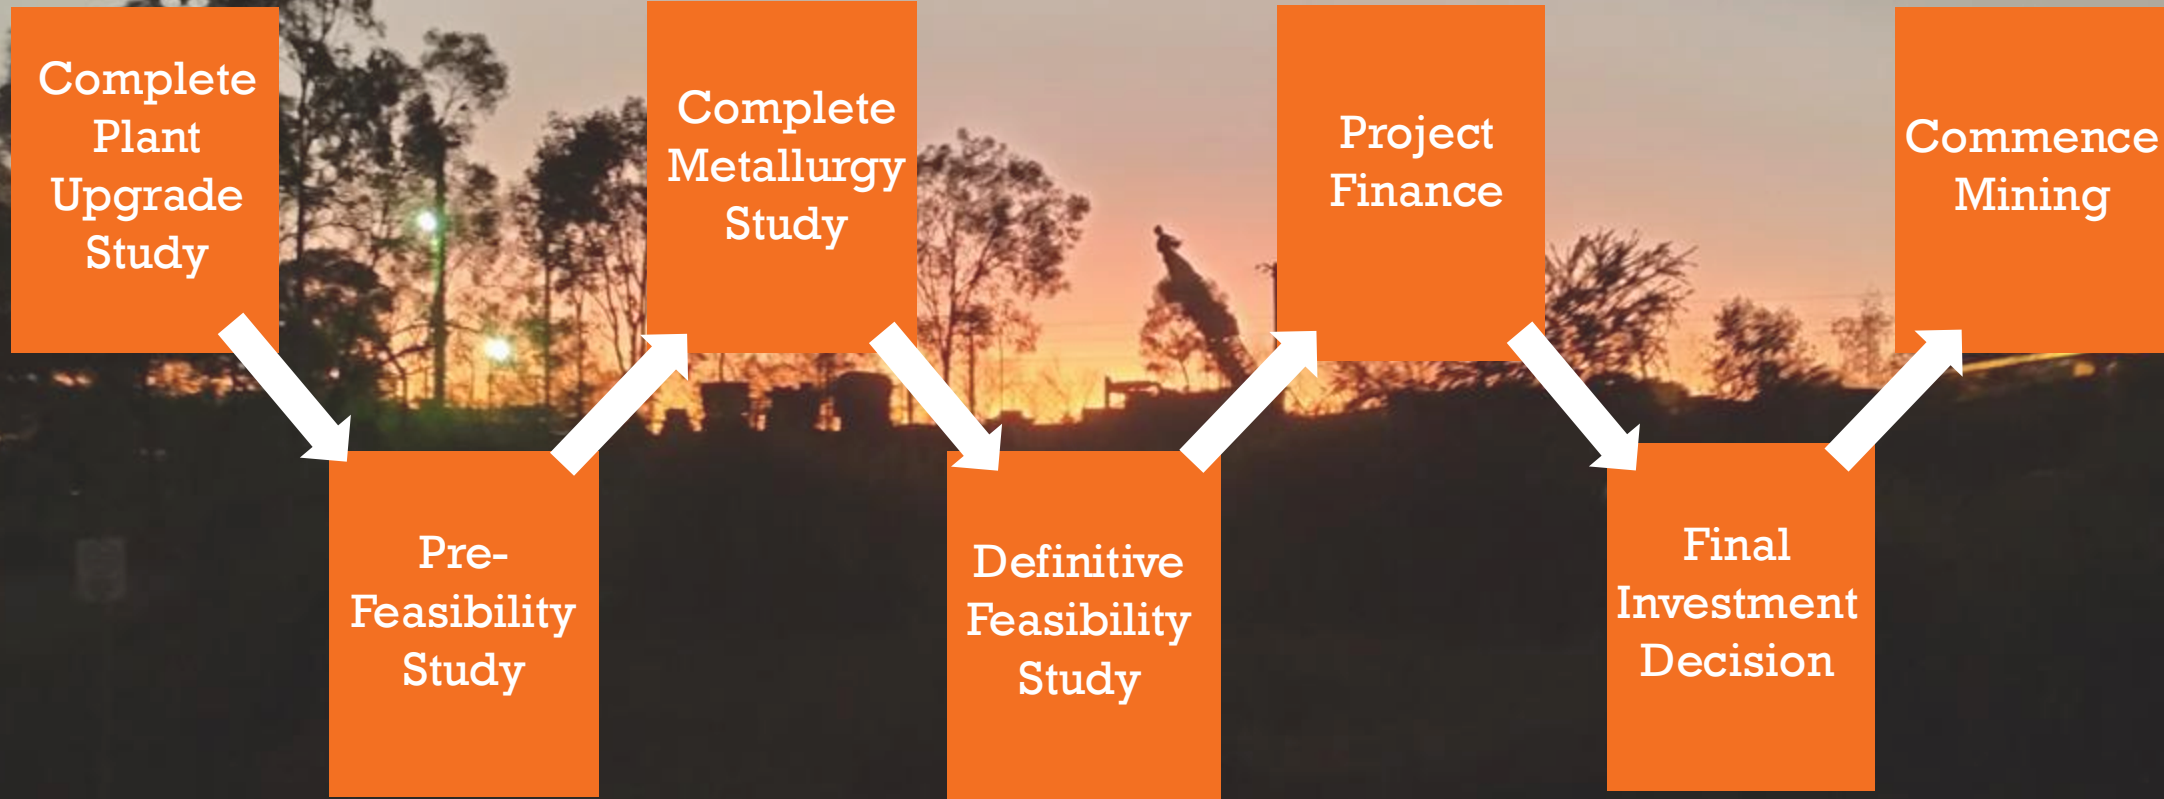 Complete
Plant
Upgrade
Study
Pre-
Feasibility
Study
Complete
Metallurgy
Study
Definitive
Feasibility
Study
Project
Finance
Final
Investment
Decision
Commence
Mining